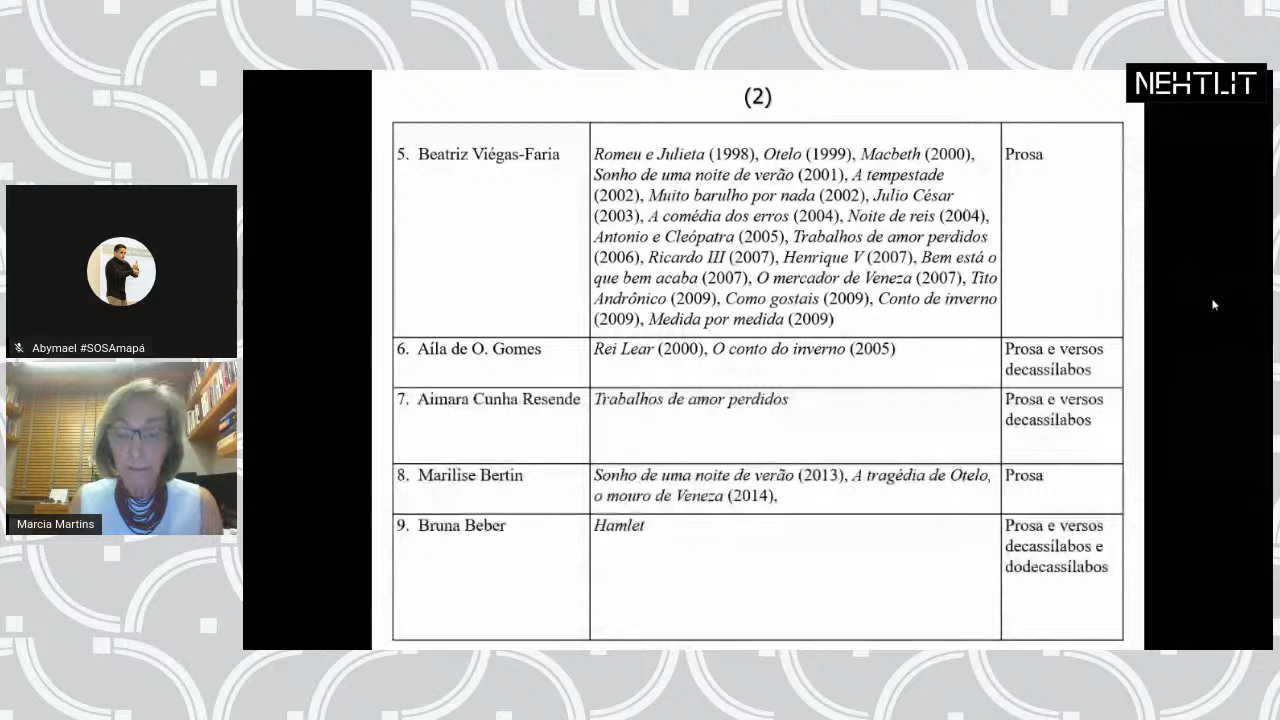 NEHTLIT
(2)
5. Beatriz Viégas-Faria
Romeu e Julieta (1998), Otelo (1999), Macbeth (2000),
Sonho de uma noite de verão (2001), A tempestade
(2002), Muito barulho por nada (2002), Julio César
(2003), A comédia dos erros (2004), Noite de reis (2004),
Antonio e Cleópatra (2005), Trabalhos de amor perdidos
(2006), Ricardo III (2007), Henrique V (2007), Bem está o
que bem acaba (2007), O mercador de Veneza (2007), Tito
Andrônico (2009), Como gostais (2009), Conto de inverno
(2009), Medida por medida (2009)
Prosa
6. Aíla de O. Gomes
Rei Lear (2000), O conto do inverno (2005)
Prosa e versos
decassílabos
7. Aimara Cunha Resende
Trabalhos de amor perdidos
Prosa e versos
decassílabos
8. Marilise Bertin
Sonho de uma noite de verão (2013), A tragédia de Otelo,
o mouro de Veneza (2014),
Prosa
9. Bruna Beber
Hamlet
Prosa e versos
decassílabos e
dodecassílabos
Abymael #SOSAmapá
Marcia Martins